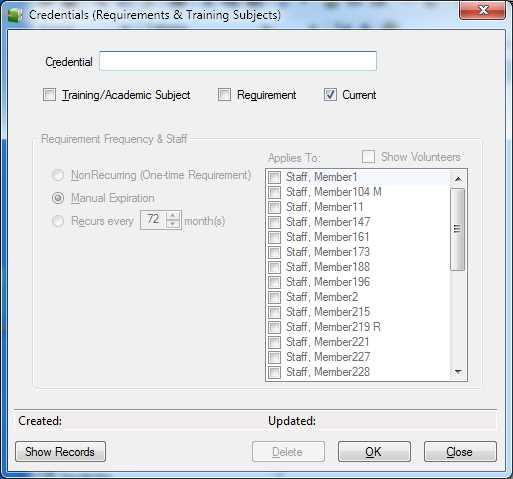 Credentials (Requirements & Training Subjects)
Credential
Training/Academic Subject Requirement Current
Requirement Frequency & Staff
Applies To: Show Volunteers
NonRecurring (One-time Requirement)
Manual Expiration
Recurs every 72 month(s)
Staff, Member1
Staff, Member104 M
Staff, Member11
Staff, Member147
Staff, Member161
Staff, Member173
Staff, Member188
Staff, Member196
Staff, Member2
Staff, Member215
Staff, Member219 R
Staff, Member221
Staff, Member227
Staff, Member228
Created: Updated:
Show Records Delete OK Close